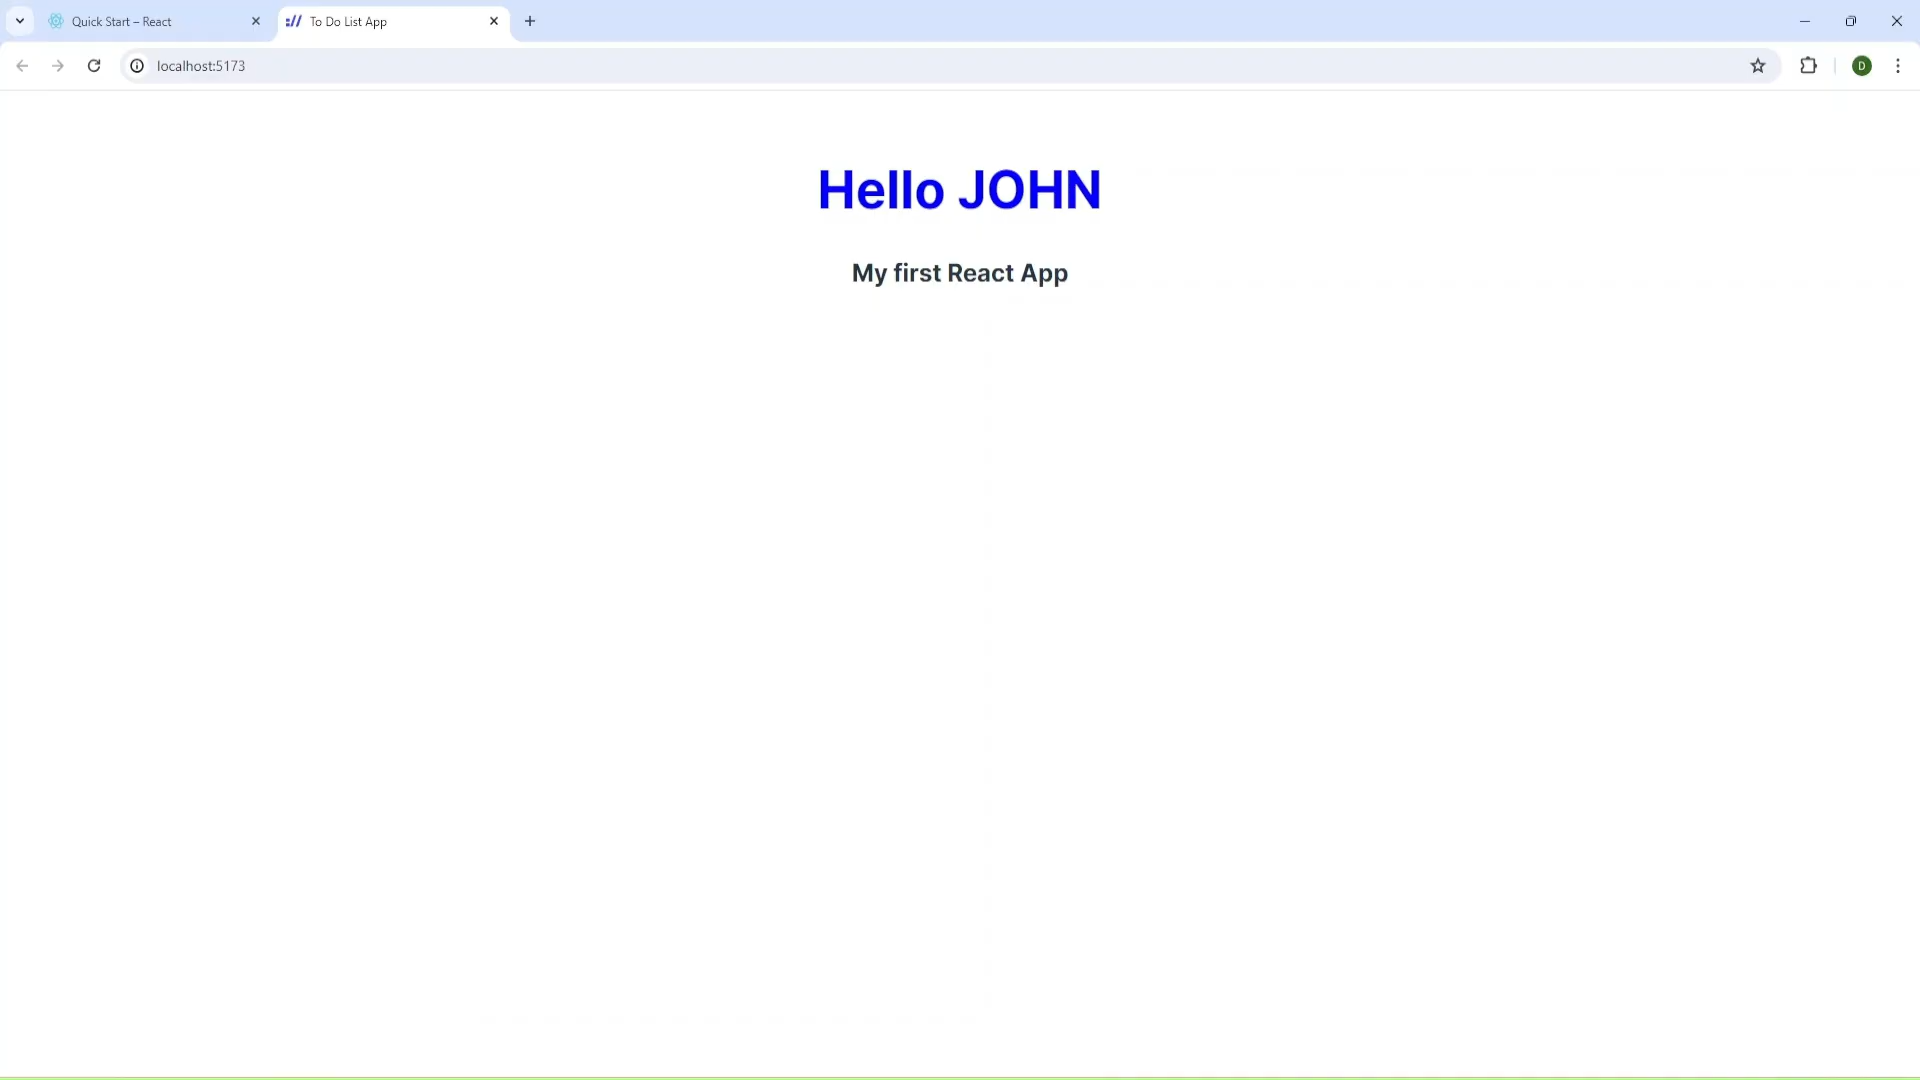 Quick Start – React
To Do List App
localhost:5173
D
Hello JOHN
My first React App